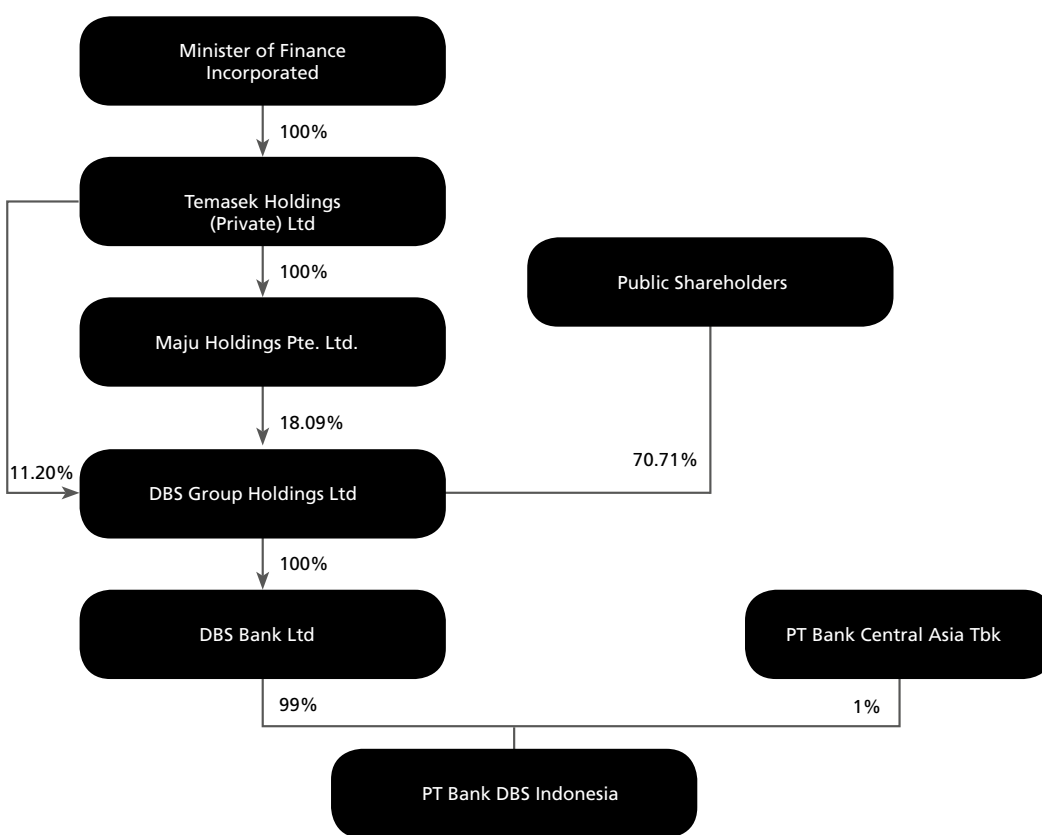 Minister of Finance
Incorporated
100%
Temasek Holdings
(Private) Ltd
100%
Public Shareholders
Maju Holdings Pte. Ltd.
18.09%
11.20%
70.71%
DBS Group Holdings Ltd
100%
DBS Bank Ltd
PT Bank Central Asia Tbk
99%
1%
PT Bank DBS Indonesia